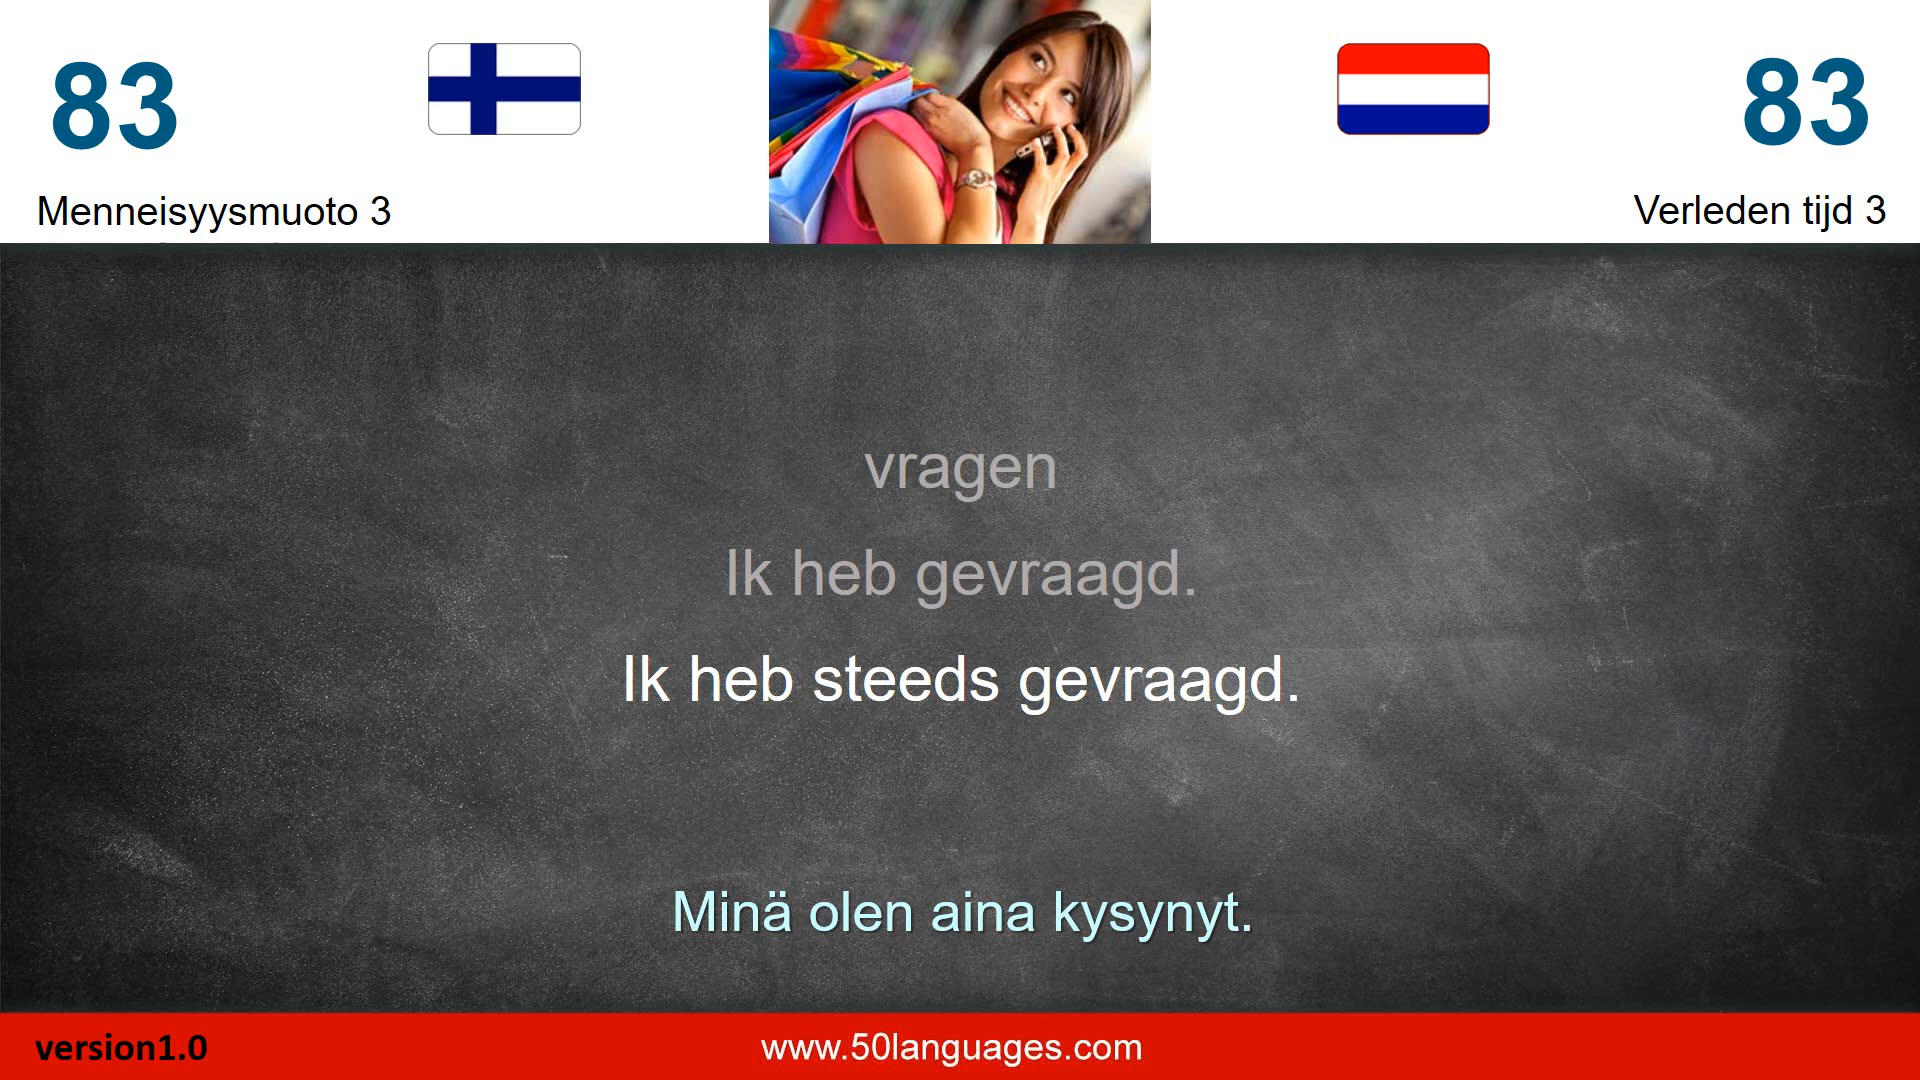 83
83
Menneisyysmuoto 3
Verleden tijd 3
vragen
Ik heb gevraagd.
Ik heb steeds gevraagd.
Minä olen aina kysynyt.
version1.0
www.50languages.com